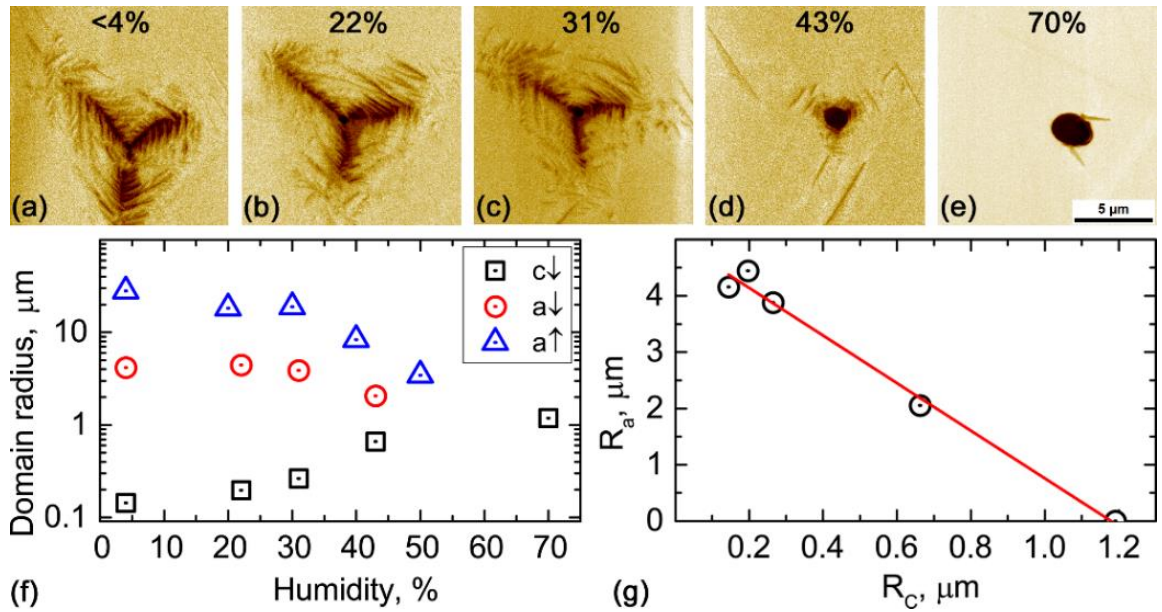 <4% 22% 31% 43% 70%
(a) (b) (c) (d) (e)
5 µm
Domain radius, µm
10
1
0.1
c↓
a↓
a↑
0 10 20 30 40 50 60 70
Humidity, %
(f)
R_a, µm
4
3
2
1
0
0.2 0.4 0.6 0.8 1.0 1.2
R_C, µm
(g)